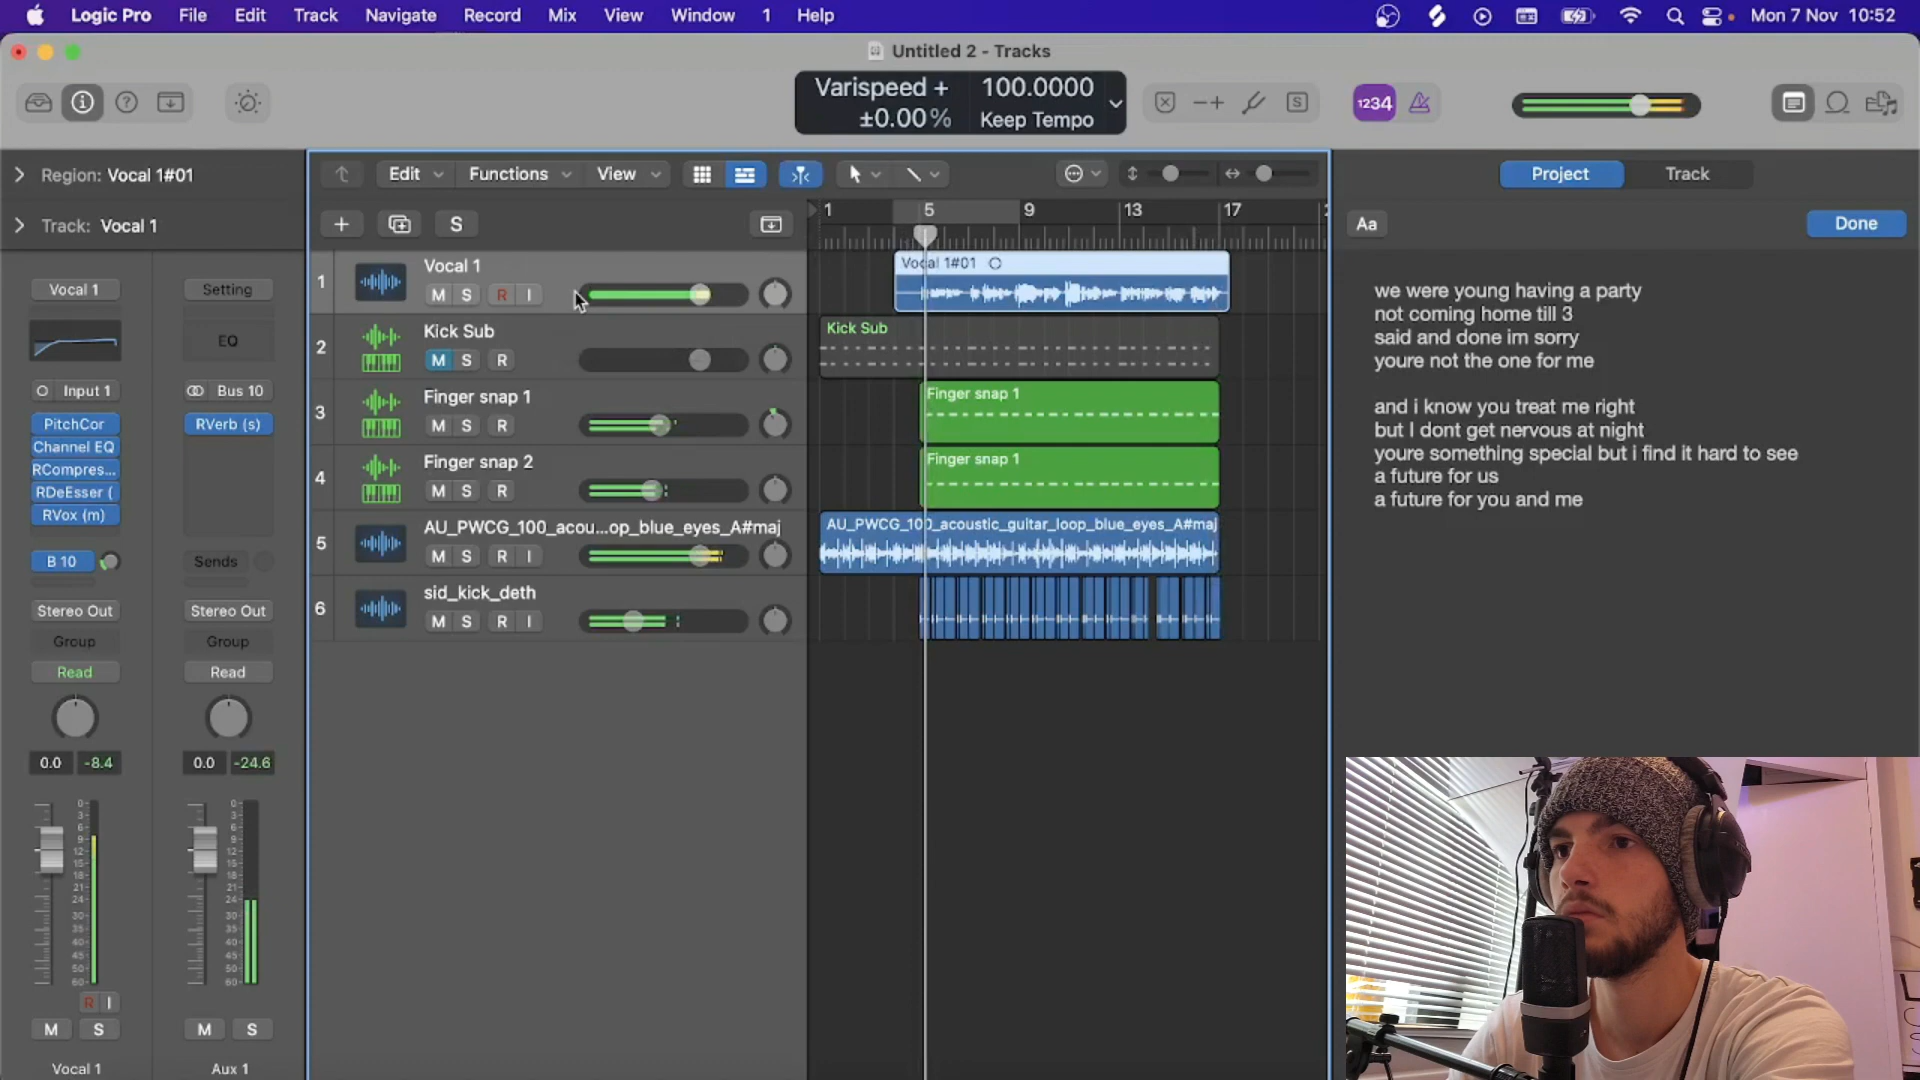 Logic Pro File Edit Track Navigate Record Mix View Window 1 Help Mon 7 Nov 10:52
Untitled 2 - Tracks
Varispeed + 100.0000
±0.00 % Keep Tempo
1234
Region: Vocal 1#01
Track: Vocal 1
Edit Functions View
Project Track
S
1 5 9 13 17
Aa Done
Vocal 1 Setting
EQ
Input 1 Bus 10
PitchCor RVerb (s)
Channel EQ
RCompres...
RDeEsser (
RVox (m)
B 10 Sends
Stereo Out Stereo Out
Group Group
Read Read
0.0 -8.4 0.0 -24.6
R I
M S M S
Vocal 1 Aux 1
1 Vocal 1
M S R I
2 Kick Sub
M S R
3 Finger snap 1
M S R
4 Finger snap 2
M S R
5 AU_PWCG_100_acou...op_blue_eyes_A#maj
M S R I
6 sid_kick_deth
M S R I
Vocal 1#01
Kick Sub
Finger snap 1
Finger snap 1
AU_PWCG_100_acoustic_guitar_loop_blue_eyes_A#maj
we were young having a party
not coming home till 3
said and done im sorry
youre not the one for me
and i know you treat me right
but I dont get nervous at night
youre something special but i find it hard to see
a future for us
a future for you and me